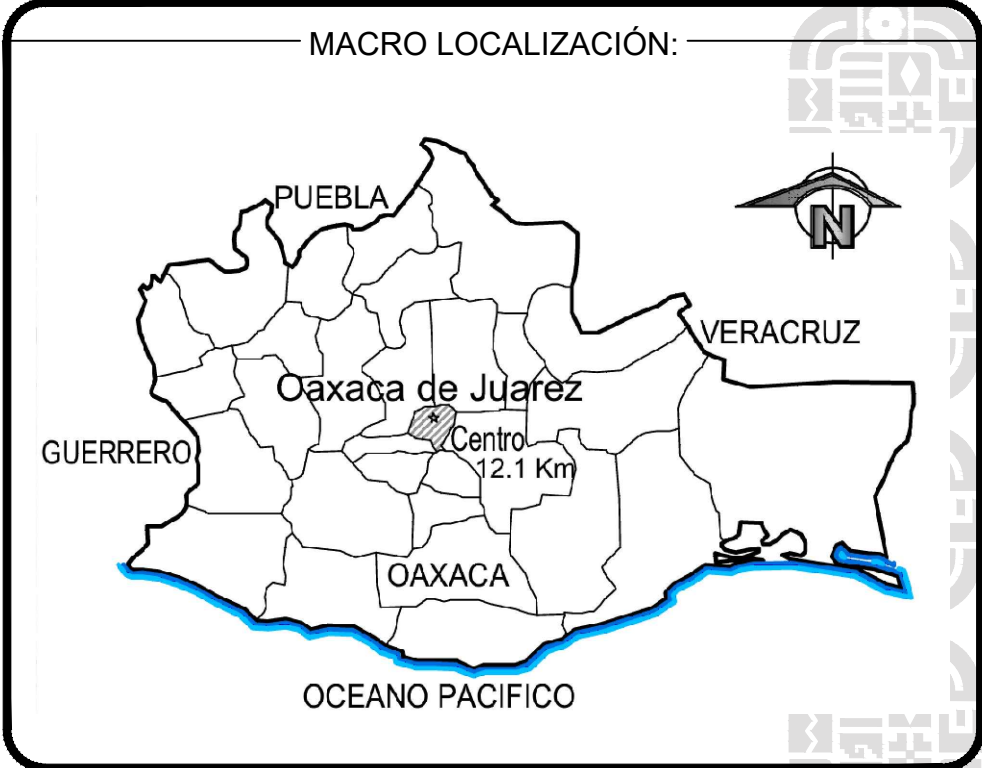 MACRO LOCALIZACIÓN:
PUEBLA
N
VERACRUZ
Oaxaca de Juarez
GUERRERO
Centro
12.1 Km
OAXACA
OCEANO PACIFICO